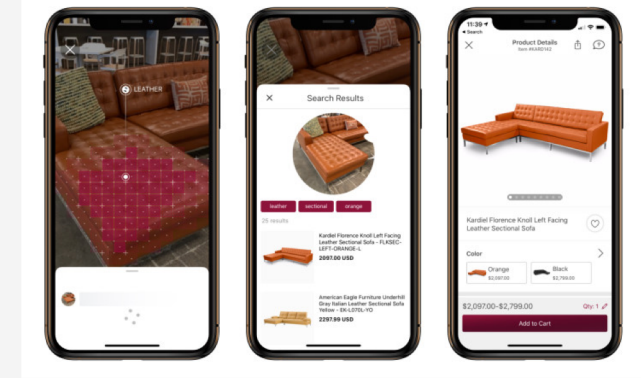 LEATHER
Search Results
leather
sectional
orange
25 results
Kardiel Florence Knoll Left Facing
Leather Sectional Sofa - FLKSEC-
LEFT-ORANGE-L
2097.00 USD
American Eagle Furniture Underhill
Gray Italian Leather Sectional Sofa
Yellow - EK-L070L-YO
2297.99 USD
11:39
Search
Product Details
Item #KARD142
Kardiel Florence Knoll Left Facing
Leather Sectional Sofa
Color
Orange
$2,097.00
Black
$2,799.00
$2,097.00-$2,799.00
Qty: 1
Add to Cart